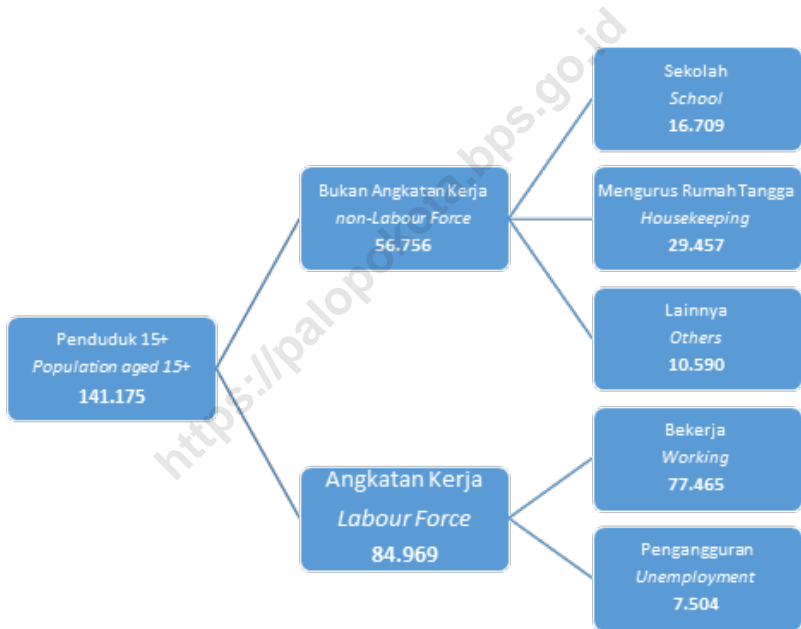 Penduduk 15+
Population aged 15+
141.175
Bukan Angkatan Kerja
non-Labour Force
56.756
Sekolah
School
16.709
Mengurus Rumah Tangga
Housekeeping
29.457
Lainnya
Others
10.590
Angkatan Kerja
Labour Force
84.969
Bekerja
Working
77.465
Pengangguran
Unemployment
7.504
https://palopokota.bps.go.id